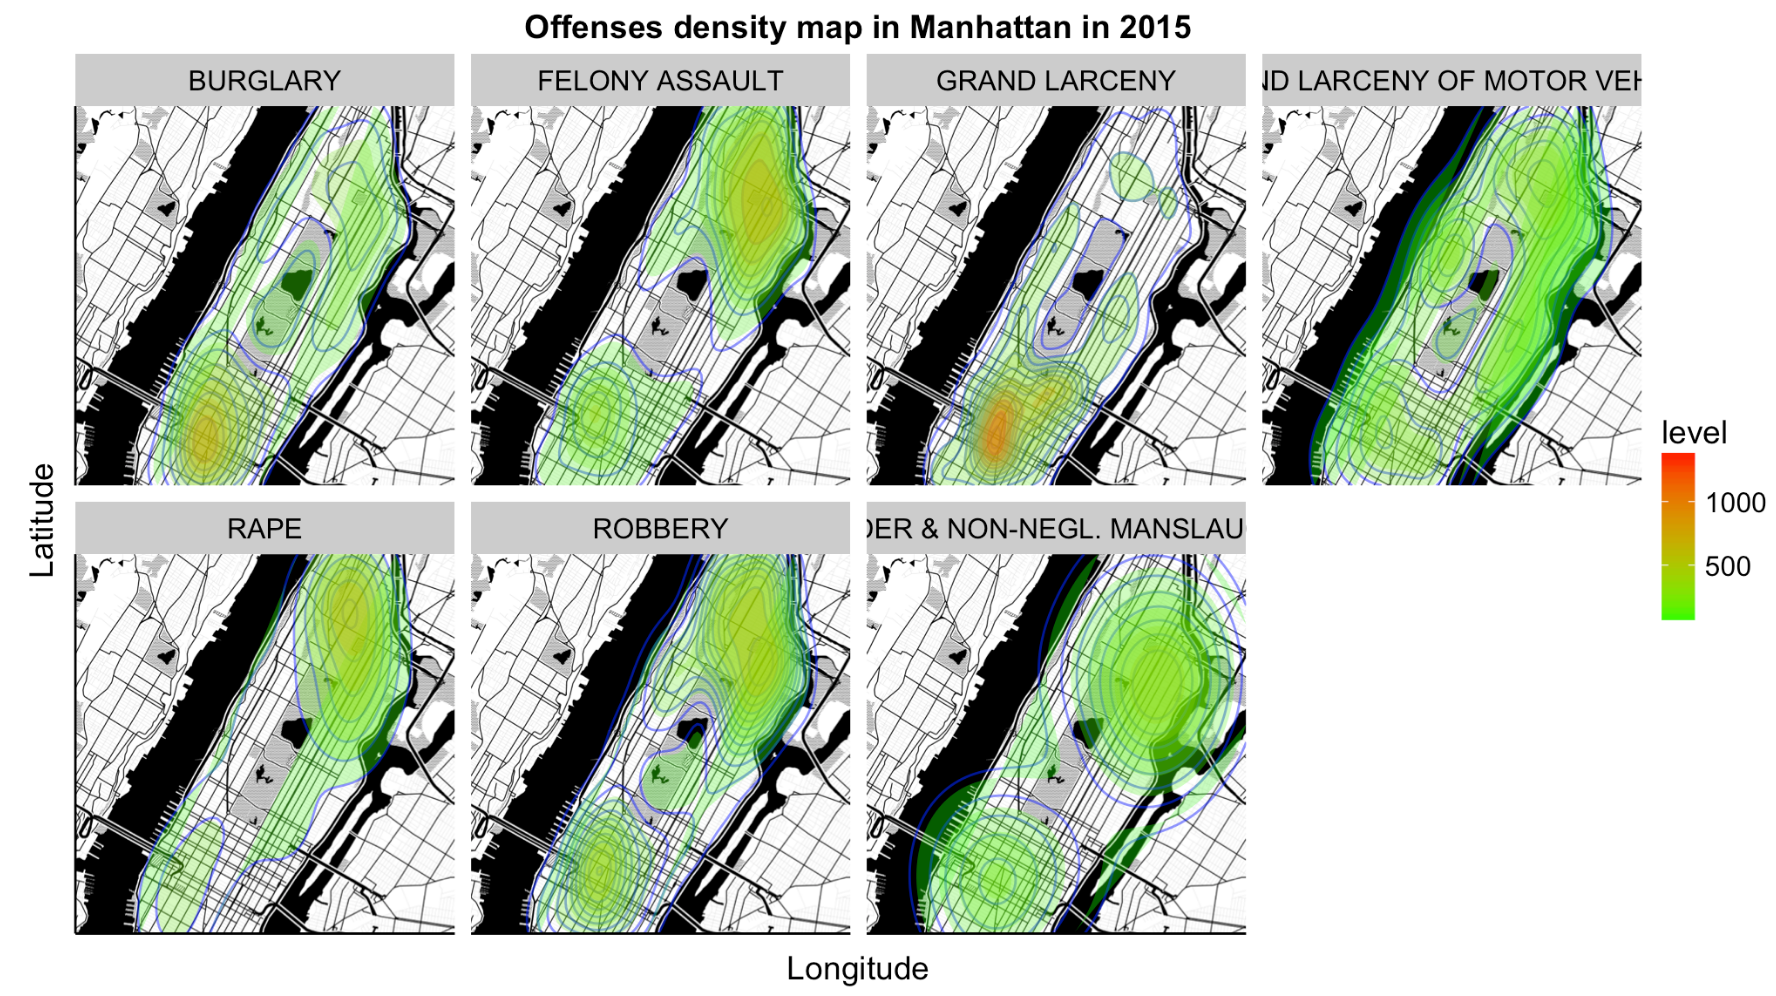 Offenses density map in Manhattan in 2015
BURGLARY
FELONY ASSAULT
GRAND LARCENY
ND LARCENY OF MOTOR VEH
Latitude
level
1000
500
RAPE
ROBBERY
DER & NON-NEGL. MANSLAU
Longitude